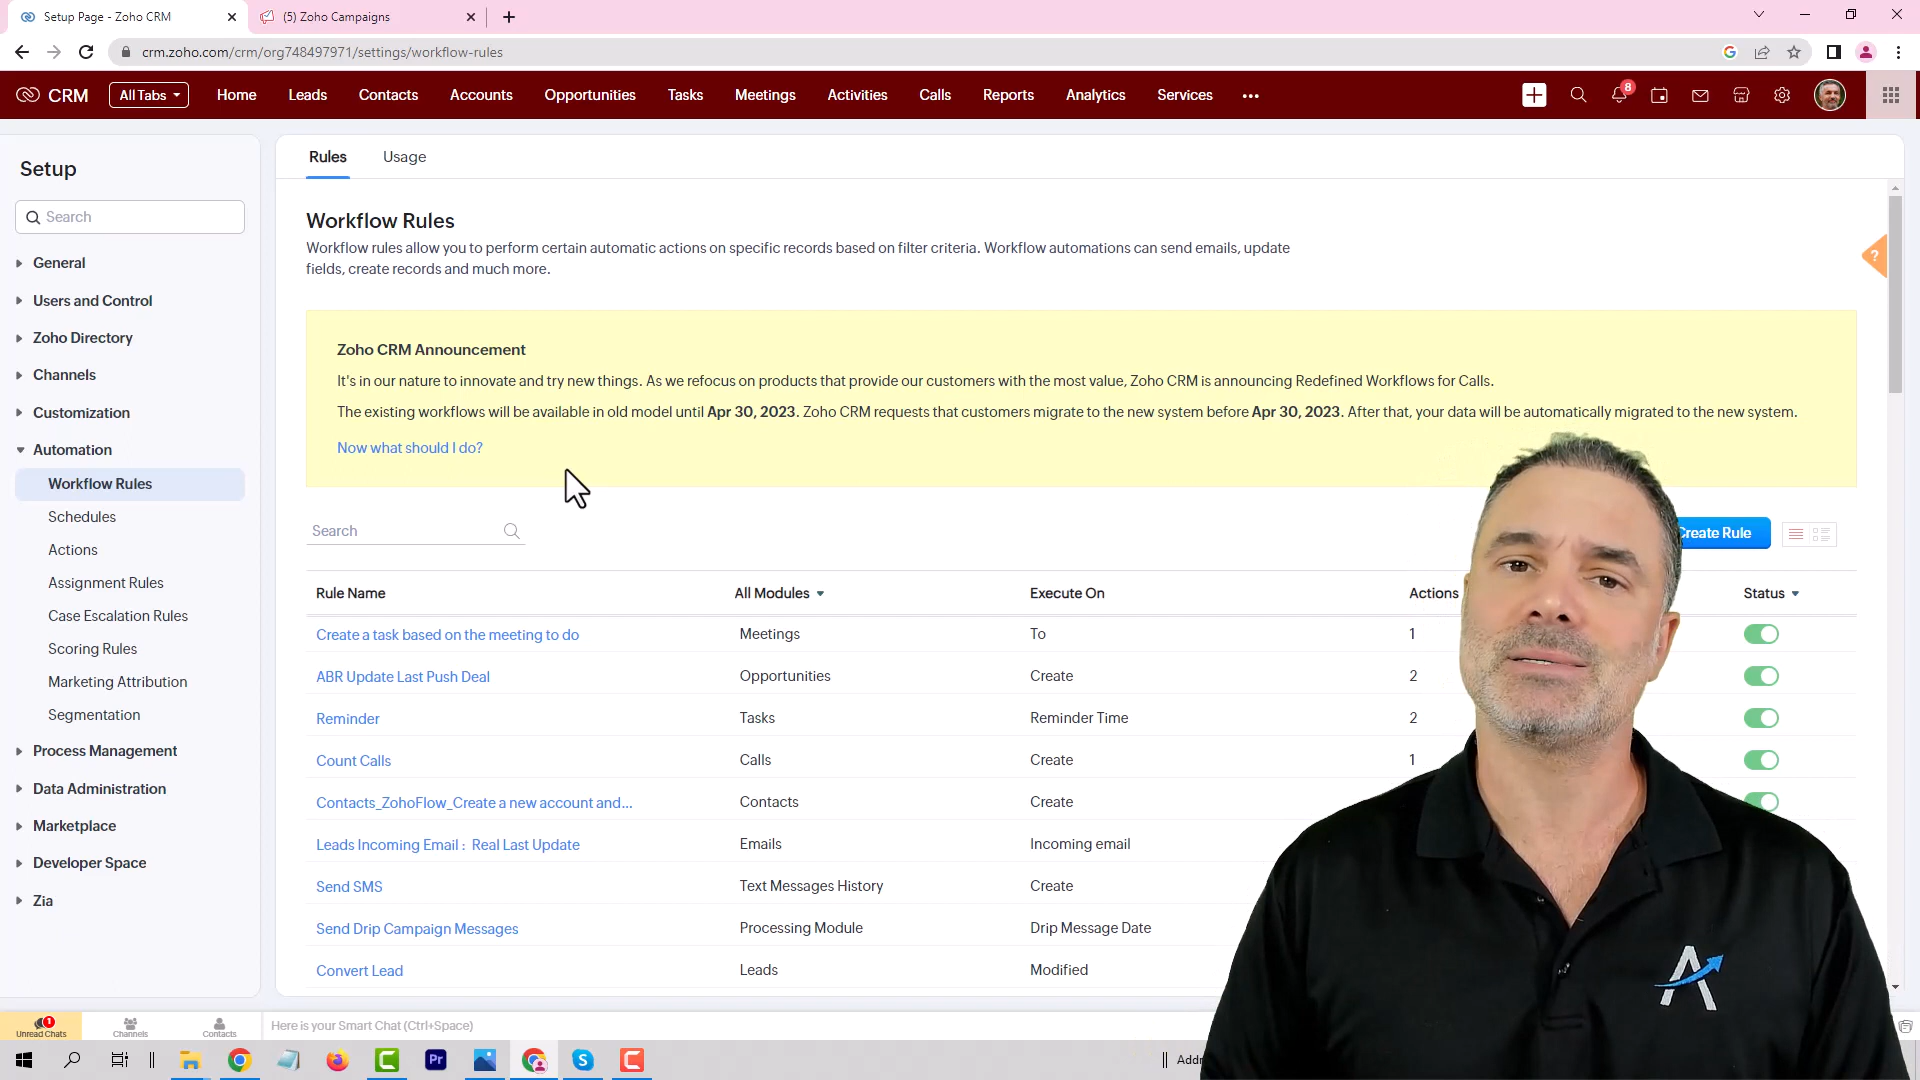 Setup Page - Zoho CRM
(5) Zoho Campaigns
crm.zoho.com/crm/org748497971/settings/workflow-rules
CRM
All Tabs
Home
Leads
Contacts
Accounts
Opportunities
Tasks
Meetings
Activities
Calls
Reports
Analytics
Services
8
Setup
Search
General
Users and Control
Zoho Directory
Channels
Customization
Automation
Workflow Rules
Schedules
Actions
Assignment Rules
Case Escalation Rules
Scoring Rules
Marketing Attribution
Segmentation
Process Management
Data Administration
Marketplace
Developer Space
Zia
Rules
Usage
Workflow Rules
Workflow rules allow you to perform certain automatic actions on specific records based on filter criteria. Workflow automations can send emails, update
fields, create records and much more.
?
Zoho CRM Announcement
It's in our nature to innovate and try new things. As we refocus on products that provide our customers with the most value, Zoho CRM is announcing Redefined Workflows for Calls.
The existing workflows will be available in old model until Apr 30, 2023. Zoho CRM requests that customers migrate to the new system before Apr 30, 2023. After that, your data will be automatically migrated to the new system.
Now what should I do?
Search
Create Rule
Rule Name All Modules Execute On Actions Status
Create a task based on the meeting to do Meetings To 1
ABR Update Last Push Deal Opportunities Create 2
Reminder Tasks Reminder Time 2
Count Calls Calls Create 1
Contacts_ZohoFlow_Create a new account and... Contacts Create
Leads Incoming Email : Real Last Update Emails Incoming email
Send SMS Text Messages History Create
Send Drip Campaign Messages Processing Module Drip Message Date
Convert Lead Leads Modified
1
Unread Chats
Channels
Contacts
Here is your Smart Chat (Ctrl+Space)
Pr
S